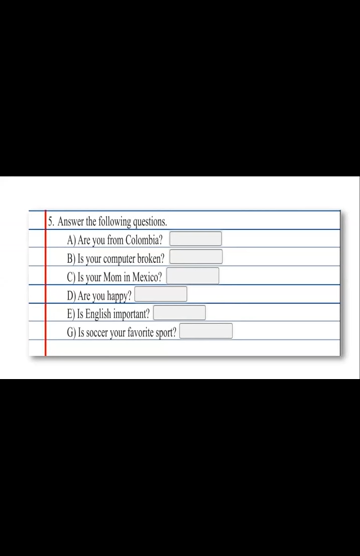 5. Answer the following questions.
A) Are you from Colombia?
B) Is your computer broken?
C) Is your Mom in Mexico?
D) Are you happy?
E) Is English important?
G) Is soccer your favorite sport?